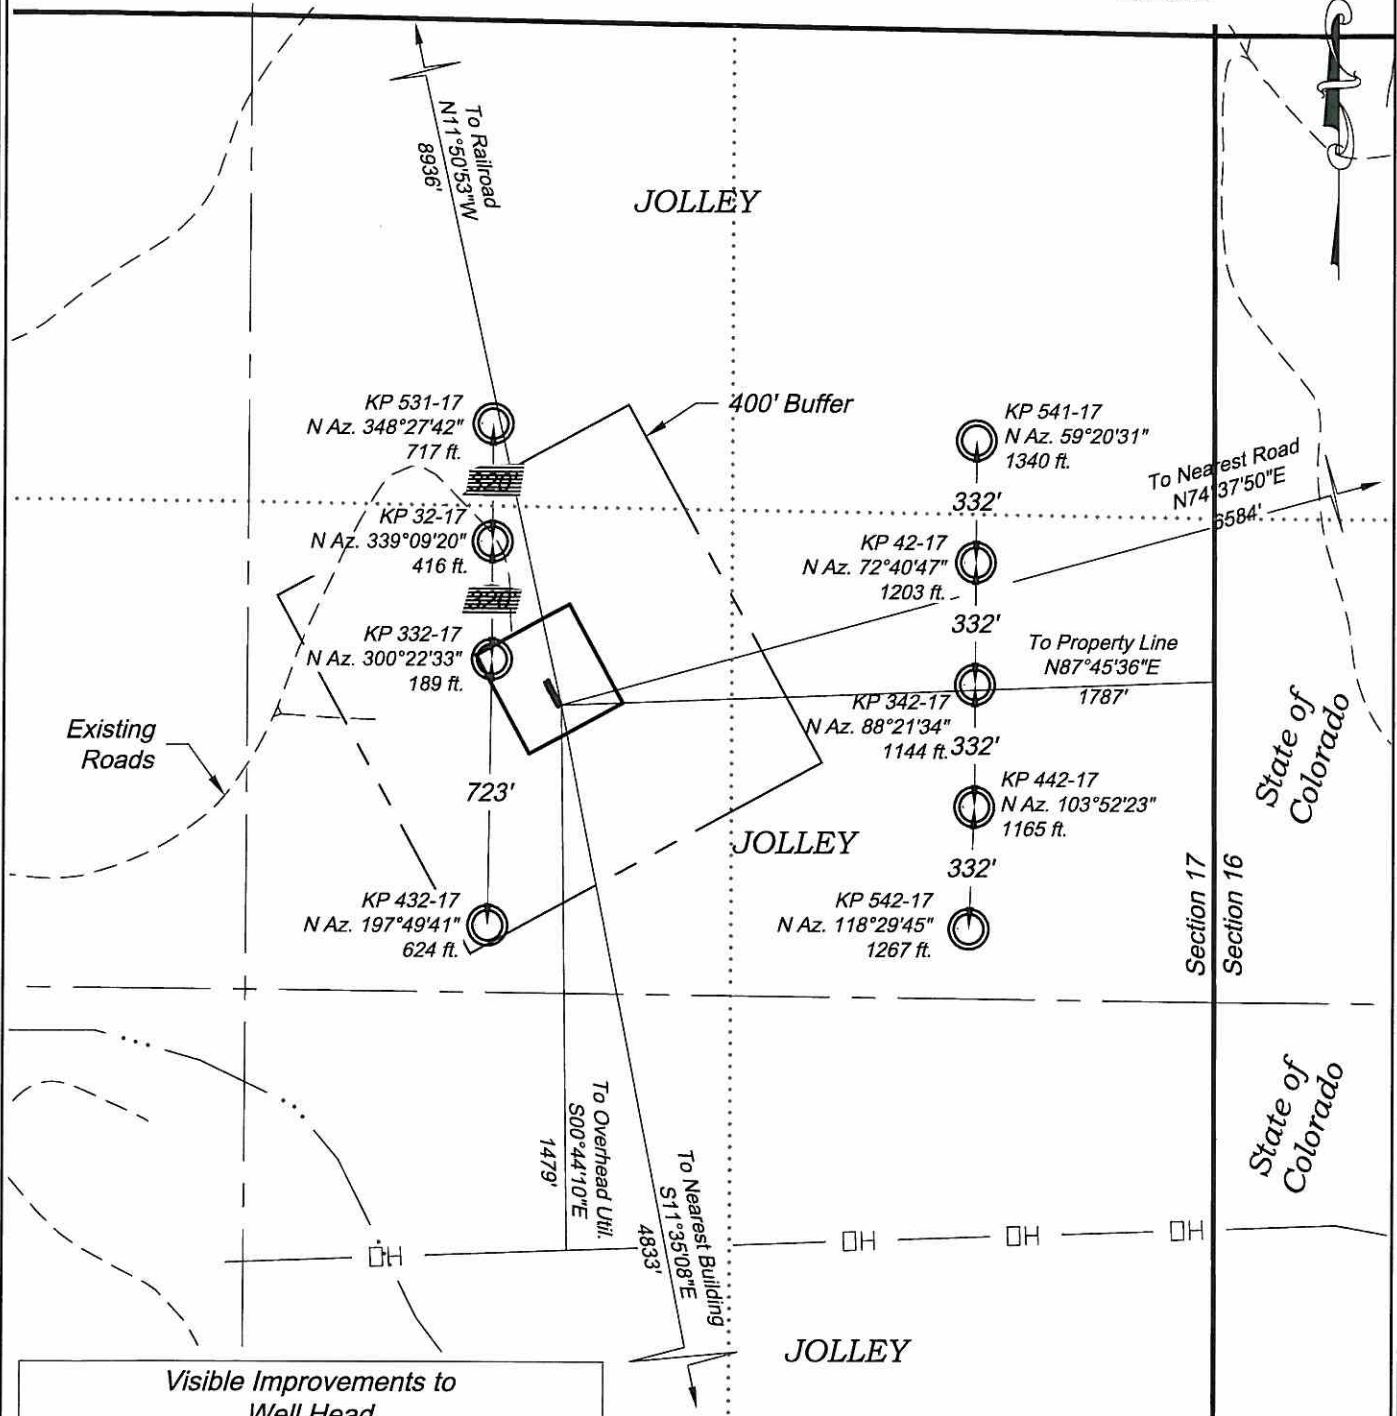 To Railroad
N11°50'53"W
8936'
JOLLEY
KP 531-17
N Az. 348°27'42"
717 ft.
400' Buffer
KP 541-17
N Az. 59°20'31"
1340 ft.
320'
332'
To Nearest Road
N74°37'50"E
6584'
KP 32-17
N Az. 339°09'20"
416 ft.
KP 42-17
N Az. 72°40'47"
1203 ft.
320'
332'
KP 332-17
N Az. 300°22'33"
189 ft.
To Property Line
N87°45'36"E
1787'
KP 342-17
N Az. 88°21'34"
1144 ft.
332'
Existing
Roads
State of
Colorado
723'
KP 442-17
N Az. 103°52'23"
1165 ft.
JOLLEY
332'
KP 432-17
N Az. 197°49'41"
624 ft.
KP 542-17
N Az. 118°29'45"
1267 ft.
Section 17
Section 16
To Overhead Util.
S00°44'10"E
1479'
To Nearest Building
S11°35'08"E
4833'
State of
Colorado
OH
OH
OH
OH
JOLLEY
Visible Improvements to
Well Head